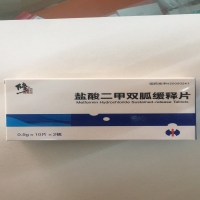 盐酸二甲双胍缓释片
Metformin Hydrochloride Sustained-release Tablets
0.5g×10片×2板